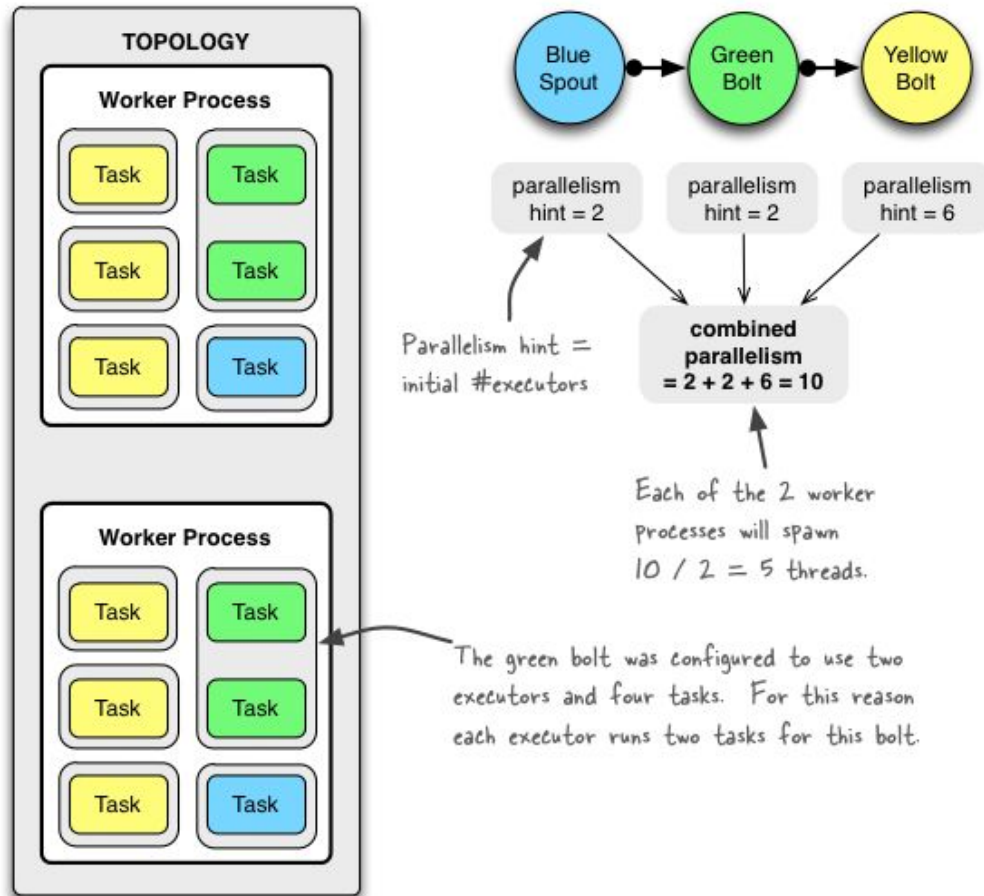 TOPOLOGY
Worker Process
Task
Task
Task
Task
Task
Task
Worker Process
Task
Task
Task
Task
Task
Task
Blue
Spout
Green
Bolt
Yellow
Bolt
parallelism
hint = 2
parallelism
hint = 2
parallelism
hint = 6
Parallelism hint =
initial #executors
combined
parallelism
= 2 + 2 + 6 = 10
Each of the 2 worker
processes will spawn
10 / 2 = 5 threads.
The green bolt was configured to use two
executors and four tasks. For this reason
each executor runs two tasks for this bolt.